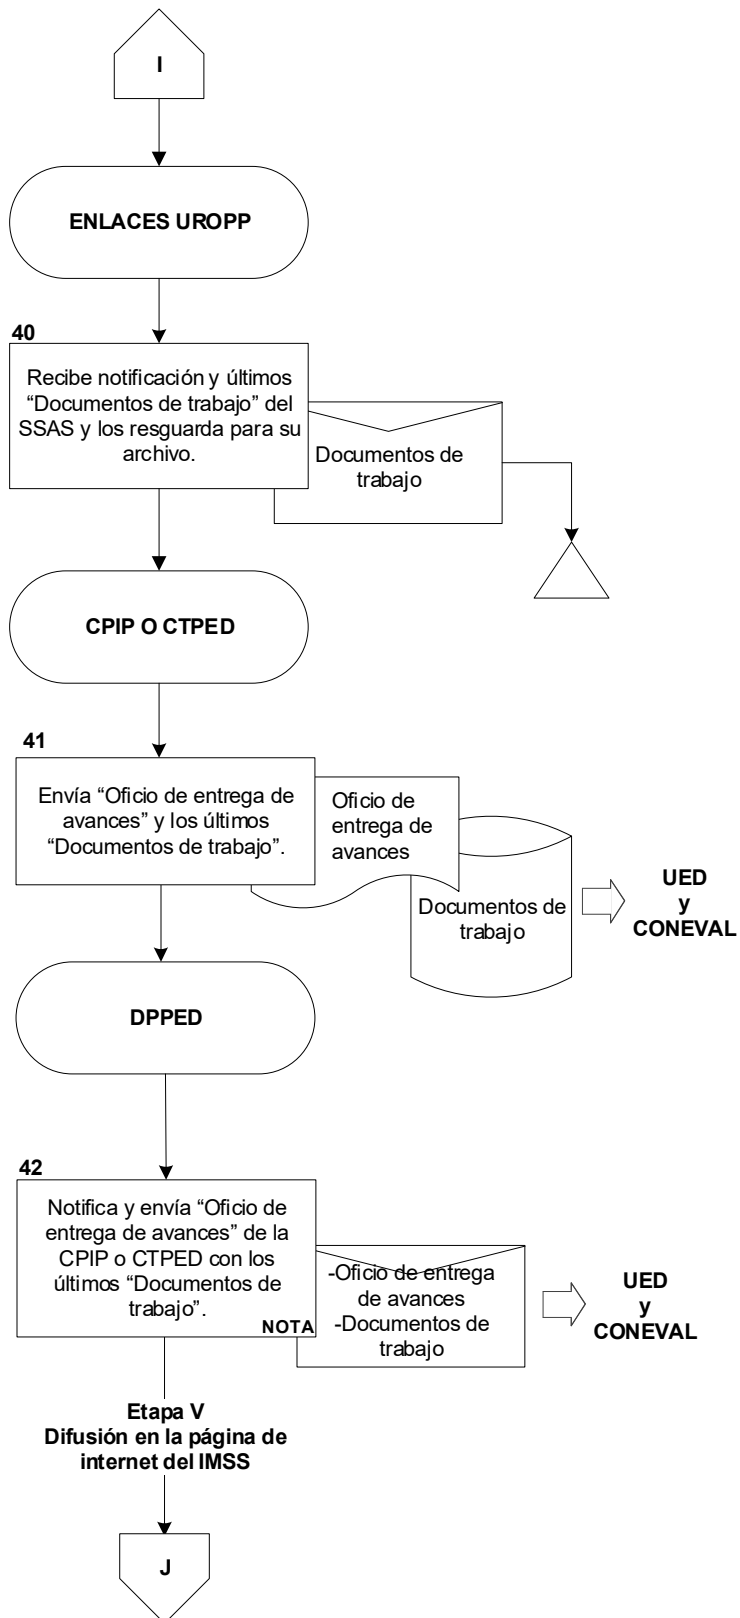 I
ENLACES UROPP
40
Recibe notificación y últimos
“Documentos de trabajo” del
SSAS y los resguarda para su
archivo.
Documentos de
trabajo
CPIP O CTPED
41
Envía “Oficio de entrega de
avances” y los últimos
“Documentos de trabajo”.
Oficio de
entrega de
avances
Documentos de
trabajo
UED
y
CONEVAL
DPPED
42
Notifica y envía “Oficio de
entrega de avances” de la
CPIP o CTPED con los
últimos “Documentos de
trabajo”.
NOTA
-Oficio de entrega
de avances
-Documentos de
trabajo
UED
y
CONEVAL
Etapa V
Difusión en la página de
internet del IMSS
J